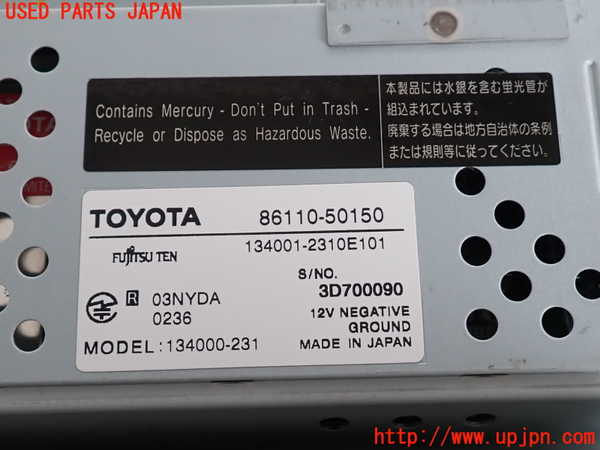 USED PARTS JAPAN
Contains Mercury - Don't Put in Trash -
Recycle or Dispose as Hazardous Waste.
本製品には水銀を含む蛍光管が
組込まれています。
廃棄する場合は地方自治体の条例
または規則等に従ってください。
TOYOTA 86110-50150
134001-2310E101
FUJITSU TEN
S/NO.
3D700090
R 03NYDA
0236
12V NEGATIVE
GROUND
MODEL:134000-231
MADE IN JAPAN
http://www.upjpn.com/